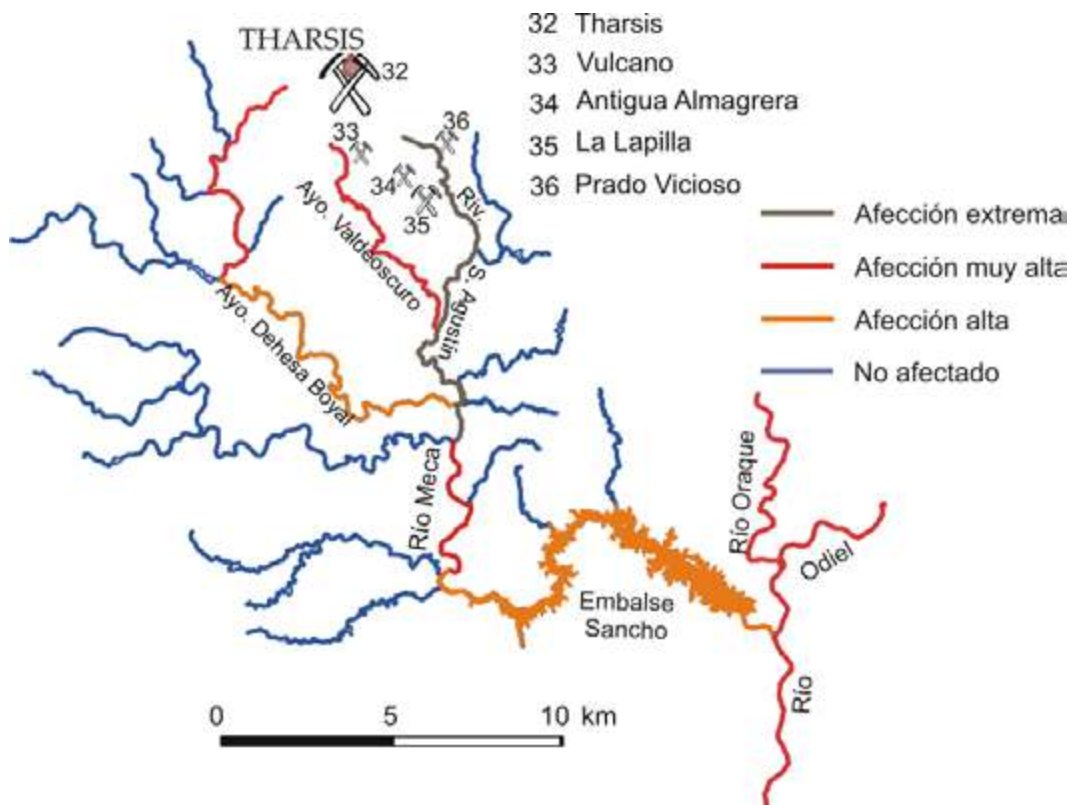 THARSIS
32
33
34
35
36
32 Tharsis
33 Vulcano
34 Antigua Almagrera
35 La Lapilla
36 Prado Vicioso
Afección extrema
Afección muy alta
Afección alta
No afectado
Riv. S. Agustín
Ayo. Valdeoscuro
Ayo. Dehesa Boyal
Río Meca
Río Oraque
Odiel
Embalse
Sancho
Río
0 5 10 km